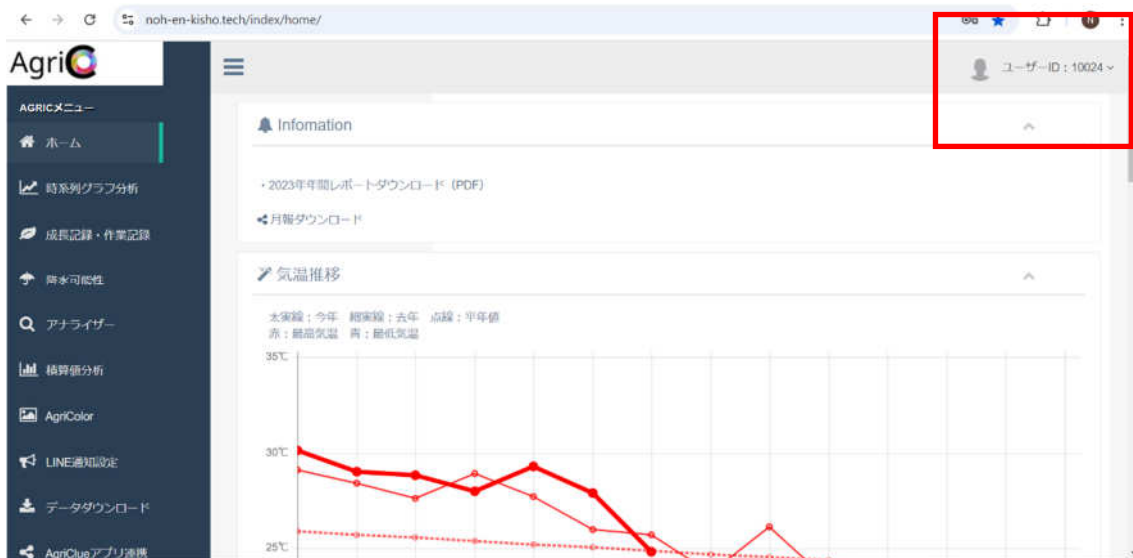 noh-en-kisho.tech/index/home/
N
AgriC
ユーザーID：10024
AGRICメニュー
ホーム
時系列グラフ分析
成長記録・作業記録
降水可能性
アナライザー
積算値分析
AgriColor
LINE通知設定
データダウンロード
AgriClueアプリ連携
Infomation
・2023年年間レポートダウンロード（PDF）
月報ダウンロード
気温推移
太実線：今年　細実線：去年　点線：平年値
赤：最高気温　青：最低気温
35℃
30℃
25℃